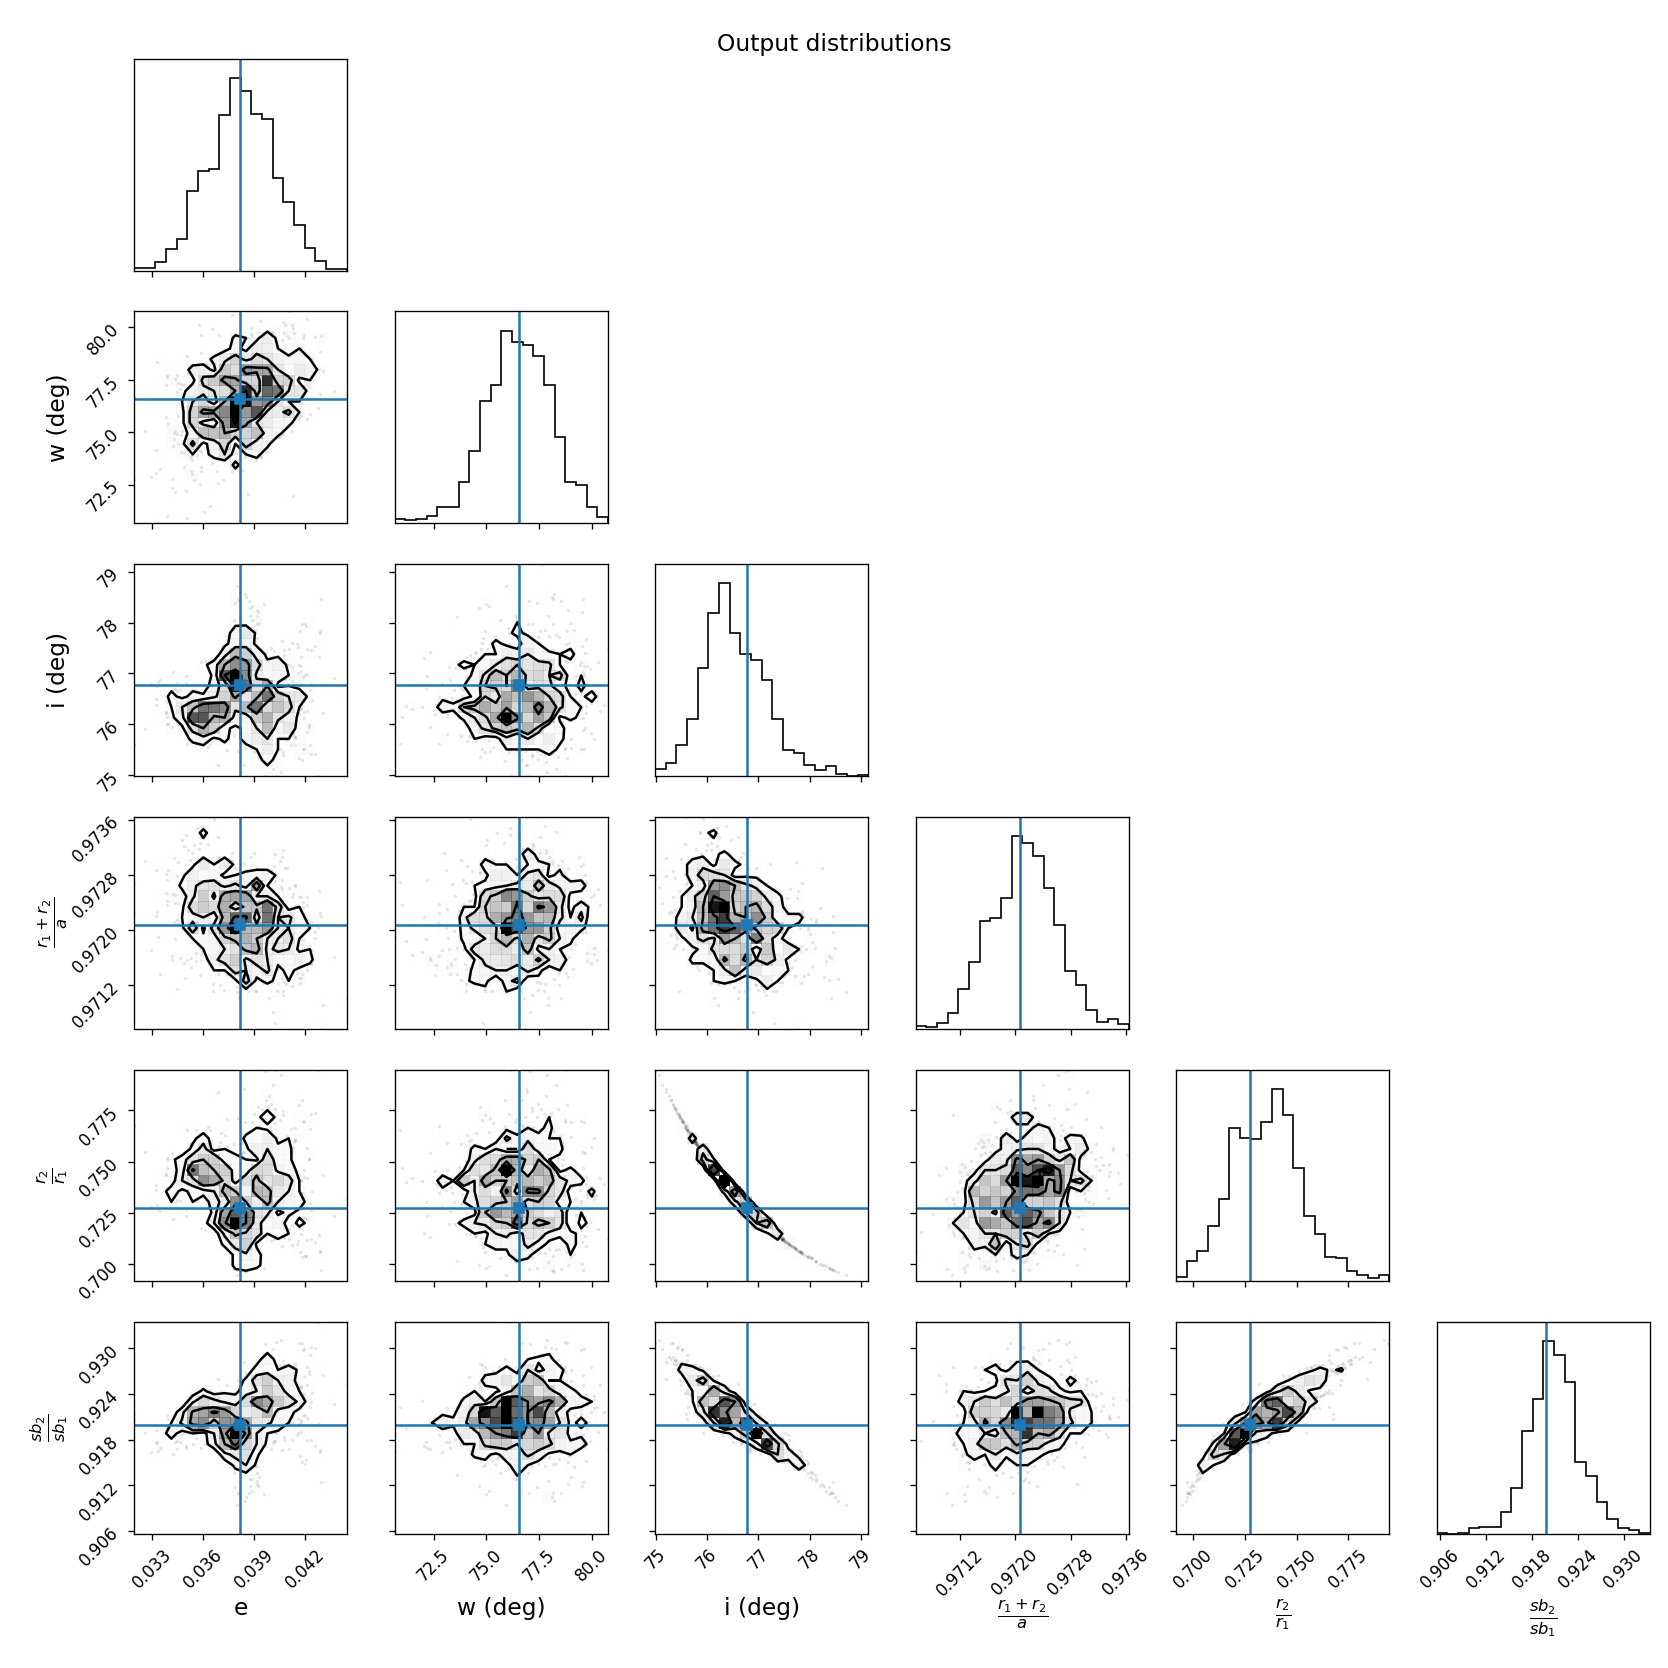 Output distributions
w (deg)
80.0
77.5
75.0
72.5
i (deg)
79
78
77
76
75
r₁ + r₂
a
0.9736
0.9728
0.9720
0.9712
r₂
r₁
0.775
0.750
0.725
0.700
sb₂
sb₁
0.930
0.924
0.918
0.912
0.906
0.033 0.036 0.039 0.042
72.5 75.0 77.5 80.0
75 76 77 78 79
0.9712 0.9720 0.9728 0.9736
0.700 0.725 0.750 0.775
0.906 0.912 0.918 0.924 0.930
e
w (deg)
i (deg)
r₁ + r₂
a
r₂
r₁
sb₂
sb₁